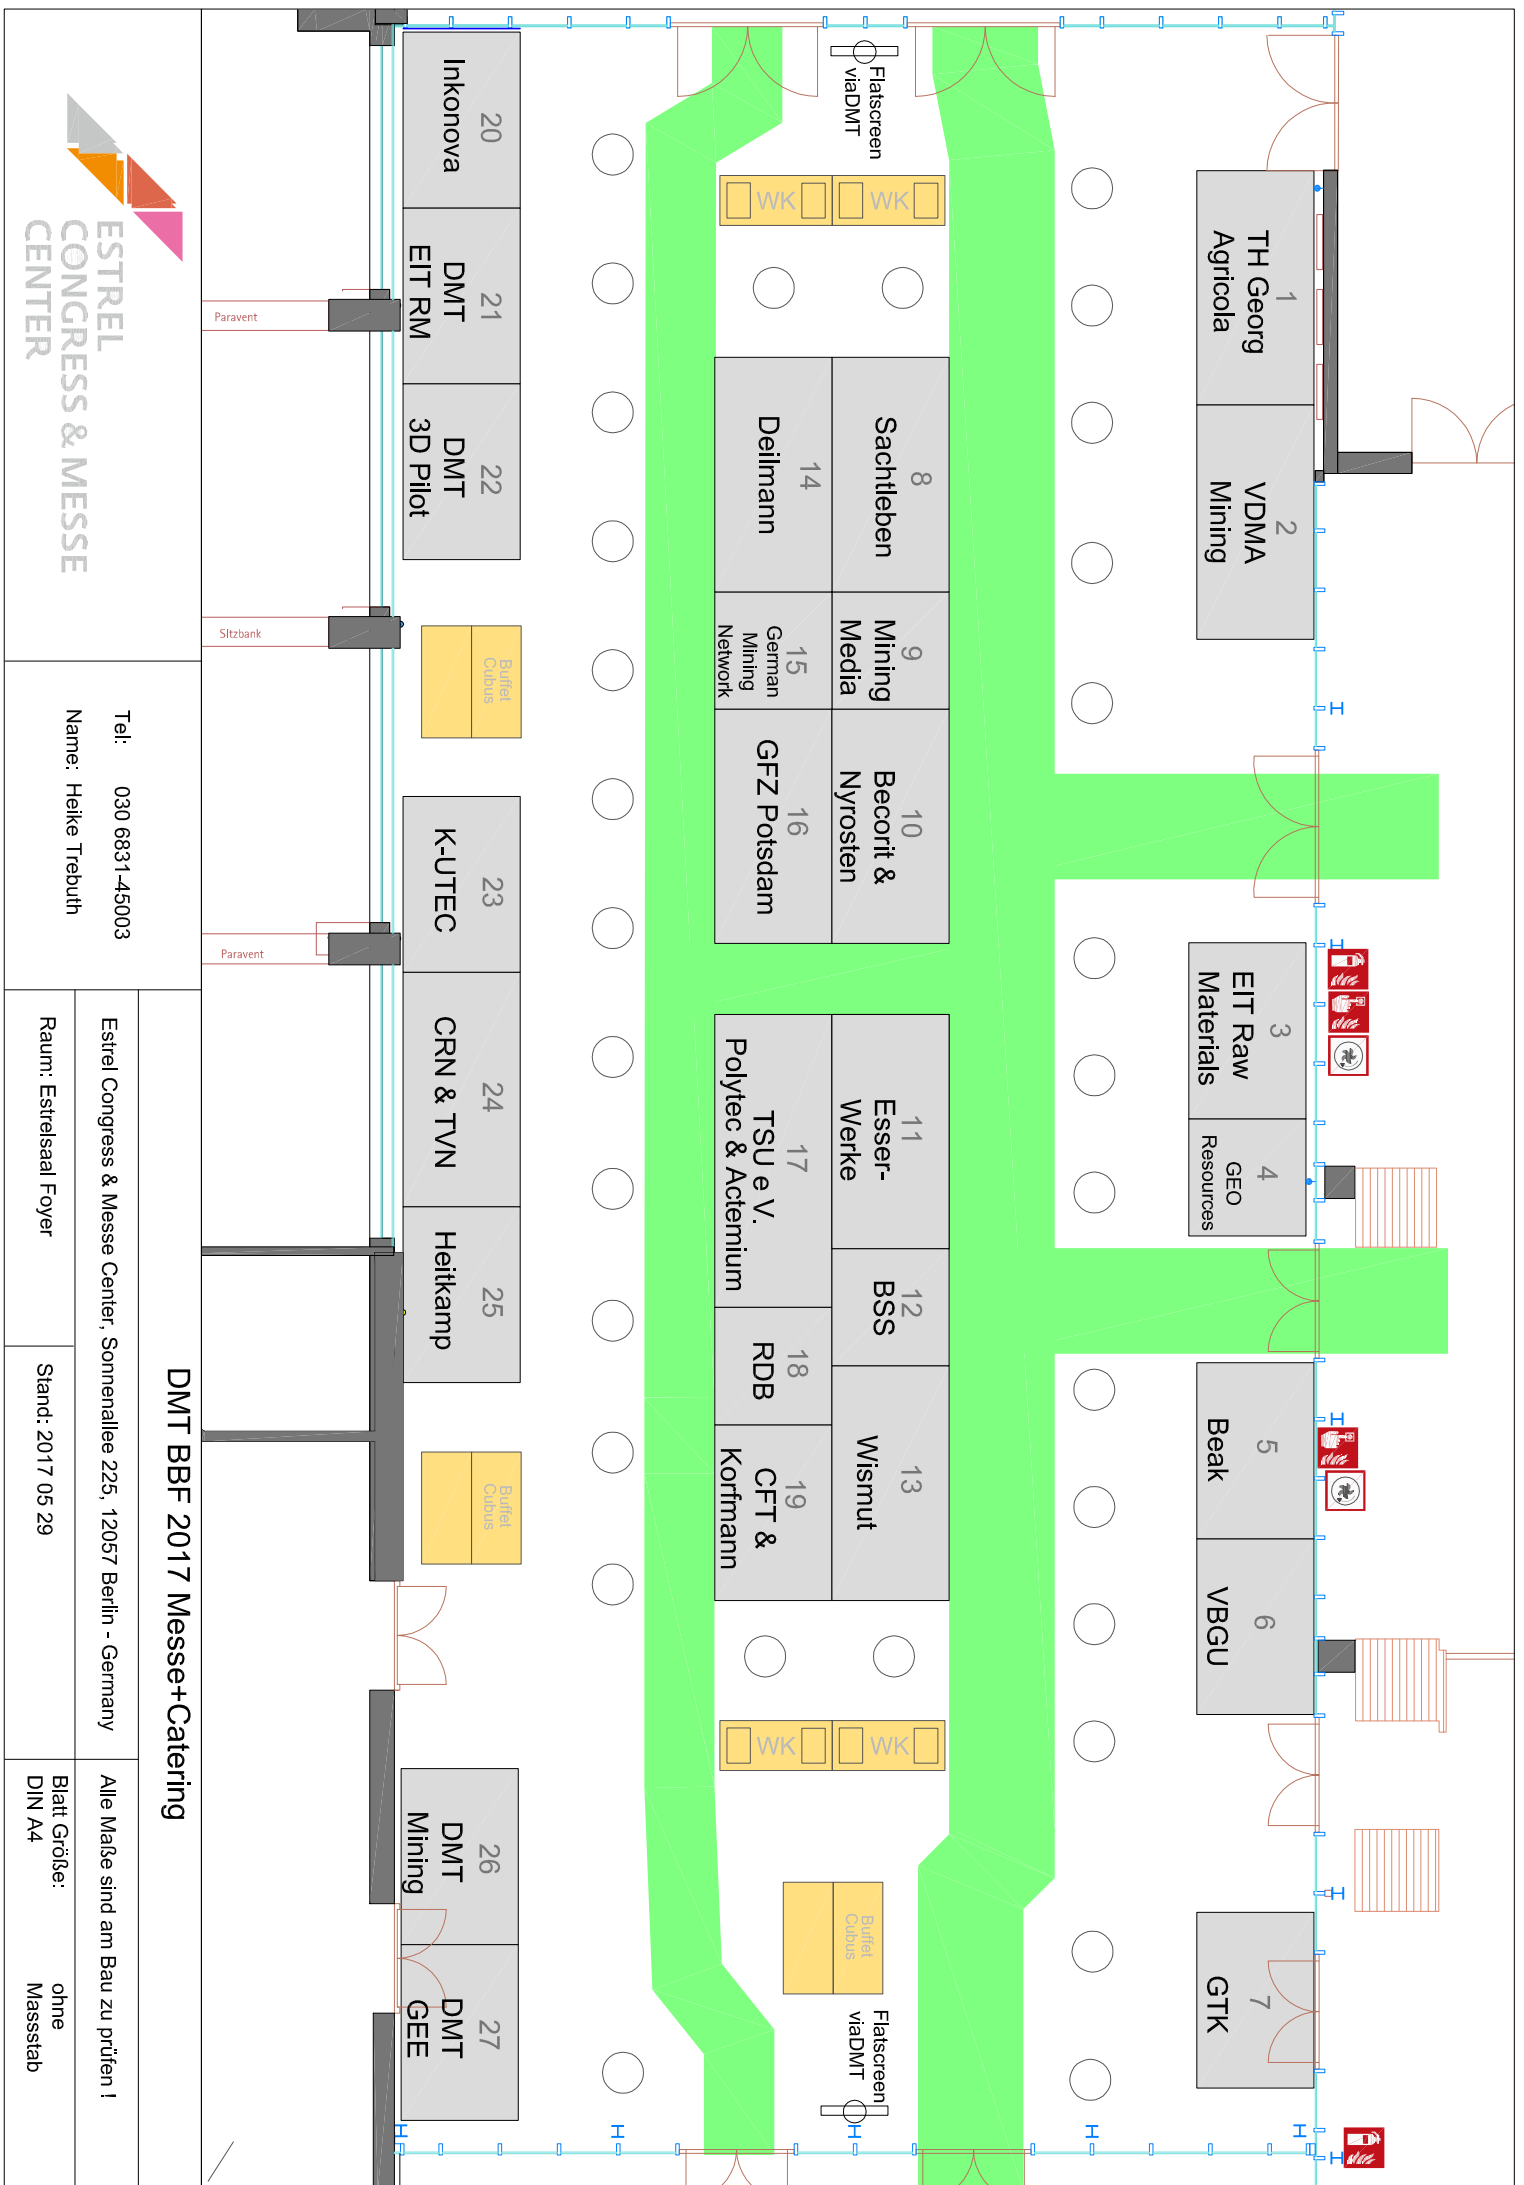 1
TH Georg
Agricola
2
VDMA
Mining
3
EIT Raw
Materials
4
GEO
Resources
5
Beak
6
VBGU
7
GTK
Flatscreen
viaDMT
WK
WK
8
Sachtleben
9
Mining
Media
10
Becorit &
Nyrosten
11
Esser-
Werke
12
BSS
13
Wismut
14
Deilmann
15
German
Mining
Network
16
GFZ Potsdam
17
TSU e.V.
Polytec & Actemium
18
RDB
19
CFT &
Korfmann
WK
WK
Buffet
Cubus
Flatscreen
viaDMT
20
Inkonova
21
DMT
EIT RM
22
DMT
3D Pilot
Buffet
Cubus
23
K-UTEC
24
CRN & TVN
25
Heitkamp
Buffet
Cubus
26
DMT
Mining
27
DMT
GEE
Paravent
SItzbank
Paravent
ESTREL
CONGRESS & MESSE
CENTER
Tel: 030 6831-45003
Name: Heike Trebuth
DMT BBF 2017 Messe+Catering
Estrel Congress & Messe Center, Sonnenallee 225, 12057 Berlin - Germany
Alle Maße sind am Bau zu prüfen !
Raum: Estrelsaal Foyer
Stand: 2017 05 29
Blatt Größe: ohne
DIN A4 Massstab